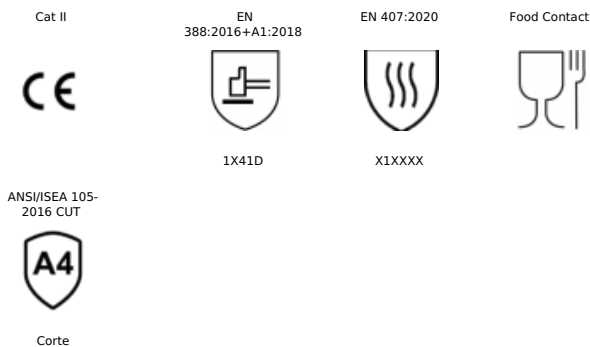 Cat II
EN
388:2016+A1:2018
EN 407:2020
Food Contact
CE
1X41D
X1XXXX
ANSI/ISEA 105-
2016 CUT
A4
Corte